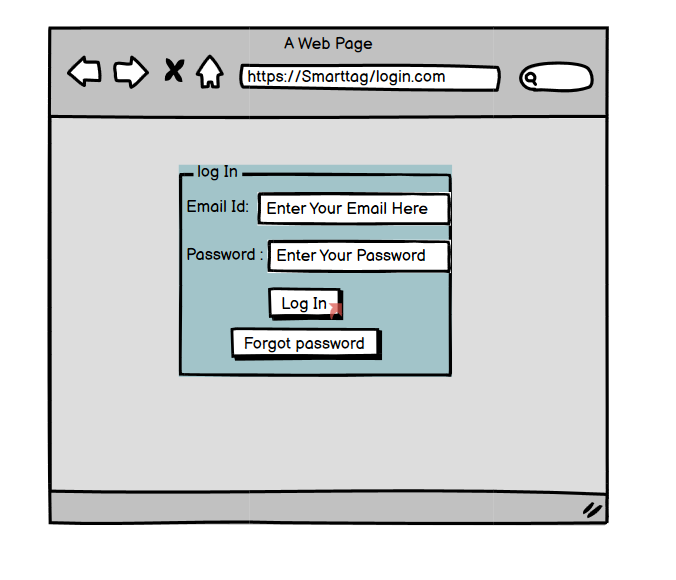 A Web Page
https://Smarttag/login.com
log In
Email Id: Enter Your Email Here
Password : Enter Your Password
Log In
Forgot password